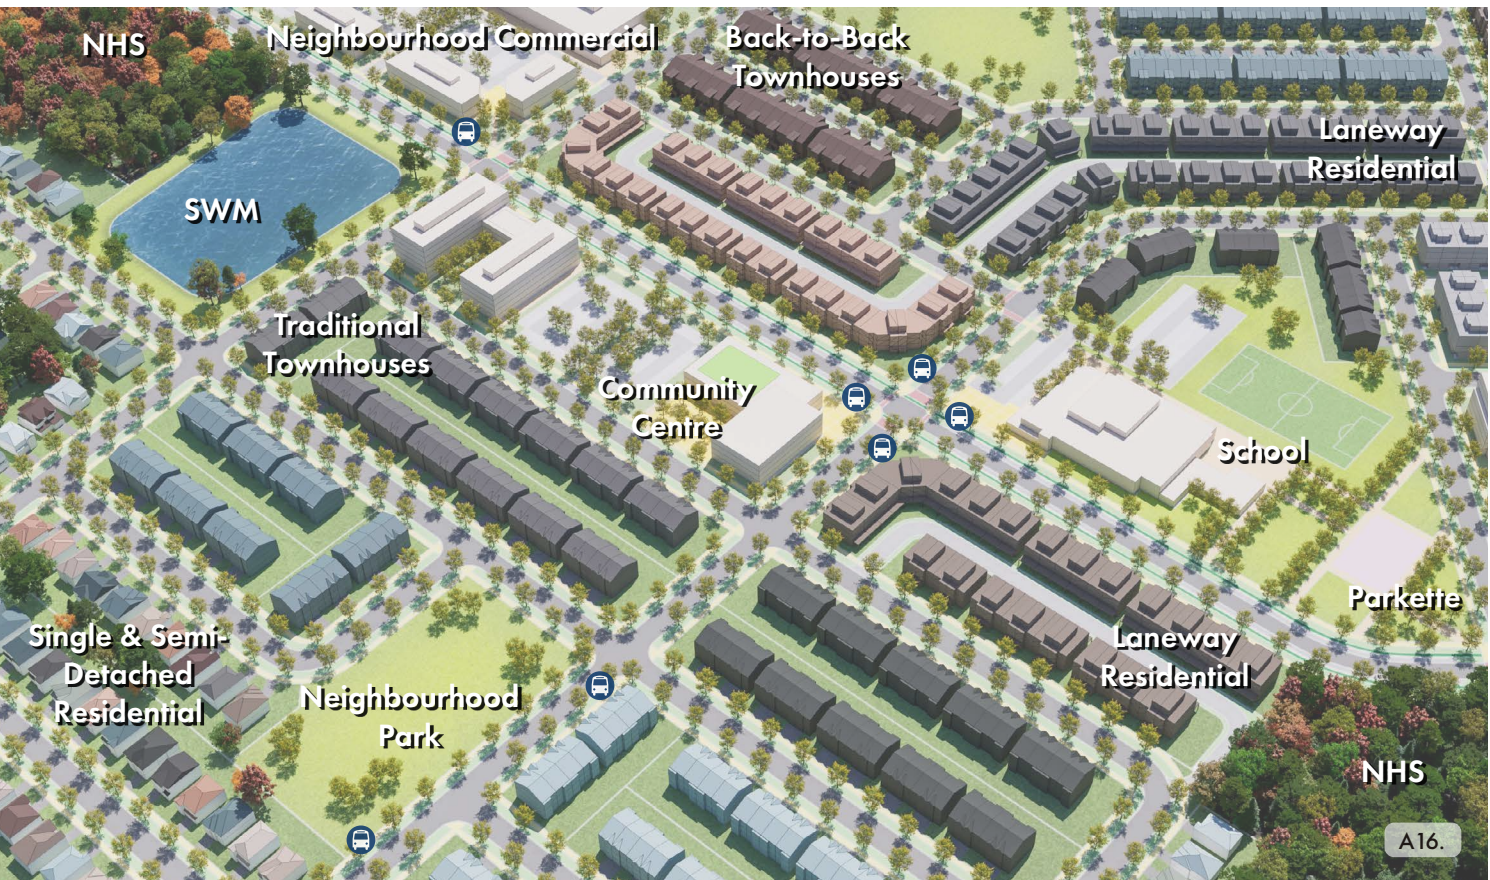 NHS
Neighbourhood Commercial
Back-to-Back
Townhouses
Laneway
Residential
SWM
Traditional
Townhouses
Community
Centre
School
Parkette
Single & Semi-
Detached
Residential
Neighbourhood
Park
Laneway
Residential
NHS
A16.